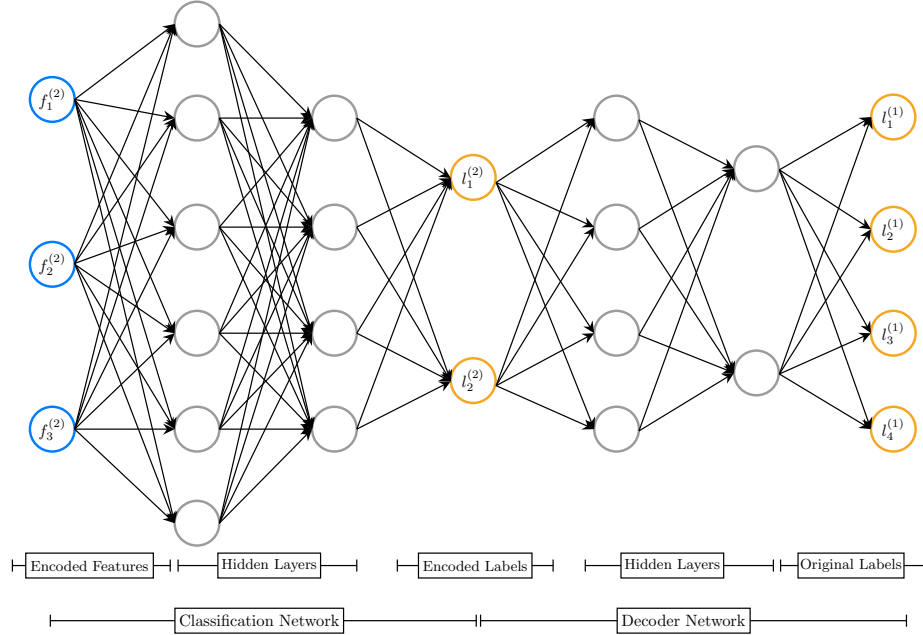 f_1^{(2)}
f_2^{(2)}
f_3^{(2)}
l_1^{(2)}
l_2^{(2)}
l_1^{(1)}
l_2^{(1)}
l_3^{(1)}
l_4^{(1)}
Encoded Features
Hidden Layers
Encoded Labels
Hidden Layers
Original Labels
Classification Network
Decoder Network